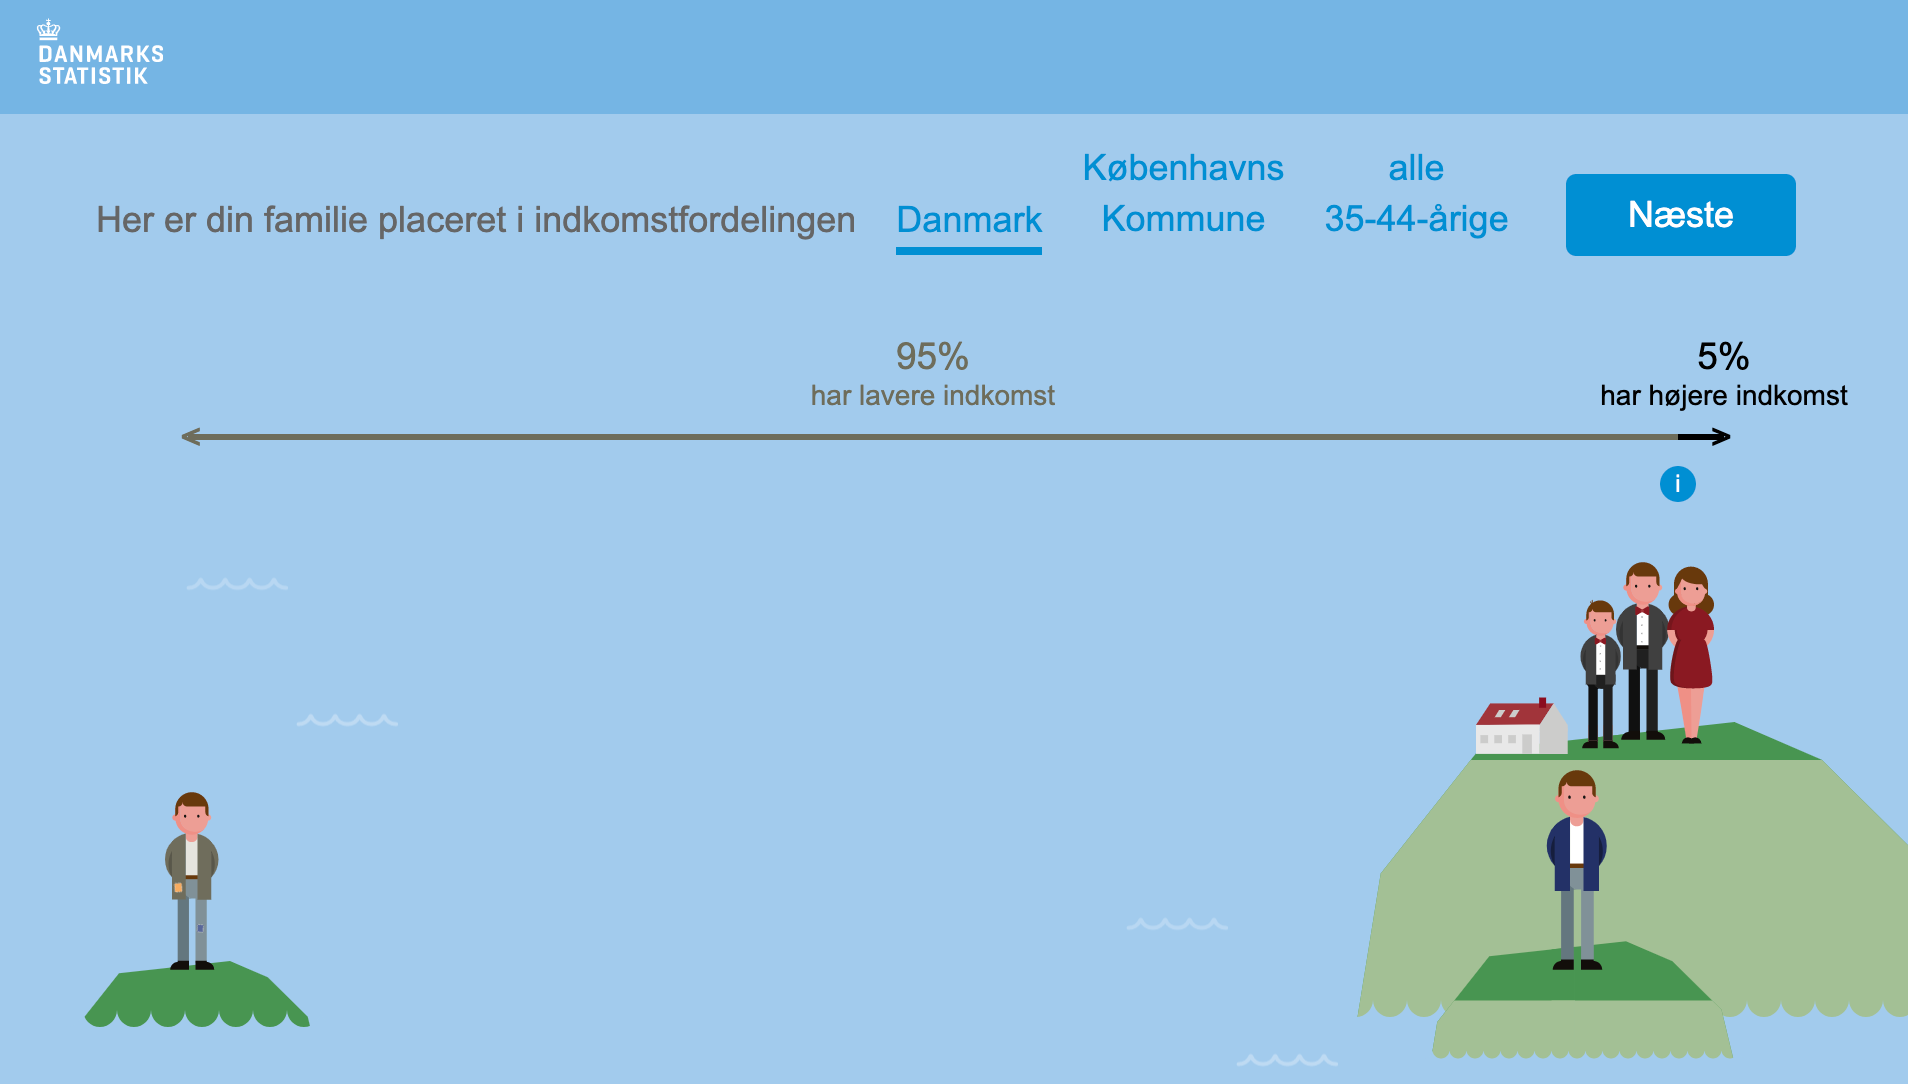 DANMARKS
STATISTIK
Her er din familie placeret i indkomstfordelingen
Danmark
Københavns
Kommune
alle
35-44-årige
Næste
95%
har lavere indkomst
5%
har højere indkomst
i